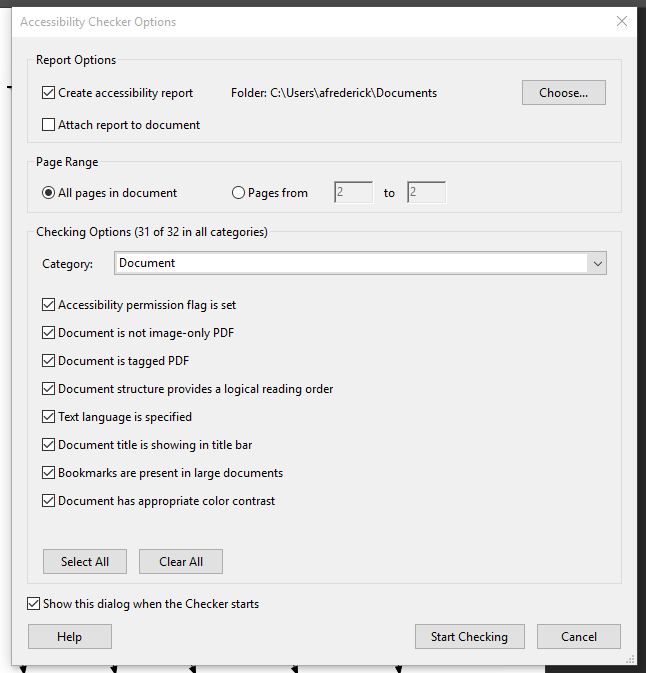 Accessibility Checker Options
Report Options
Create accessibility report Folder: C:\Users\afrederick\Documents Choose...
Attach report to document
Page Range
All pages in document Pages from 2 to 2
Checking Options (31 of 32 in all categories)
Category: Document
Accessibility permission flag is set
Document is not image-only PDF
Document is tagged PDF
Document structure provides a logical reading order
Text language is specified
Document title is showing in title bar
Bookmarks are present in large documents
Document has appropriate color contrast
Select All Clear All
Show this dialog when the Checker starts
Help Start Checking Cancel